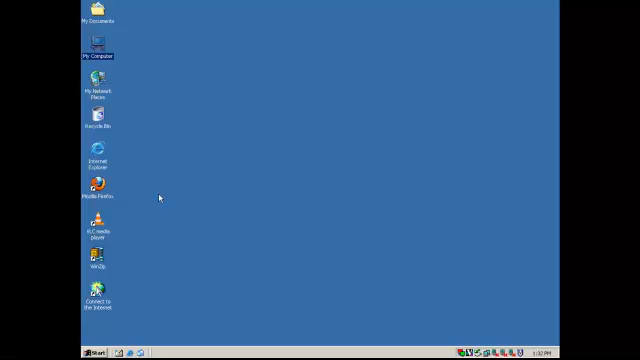 My Documents
My Computer
My Network
Places
Recycle Bin
Internet
Explorer
Mozilla Firefox
VLC media
player
WinZip
Connect to
the Internet
Start
1:32 PM